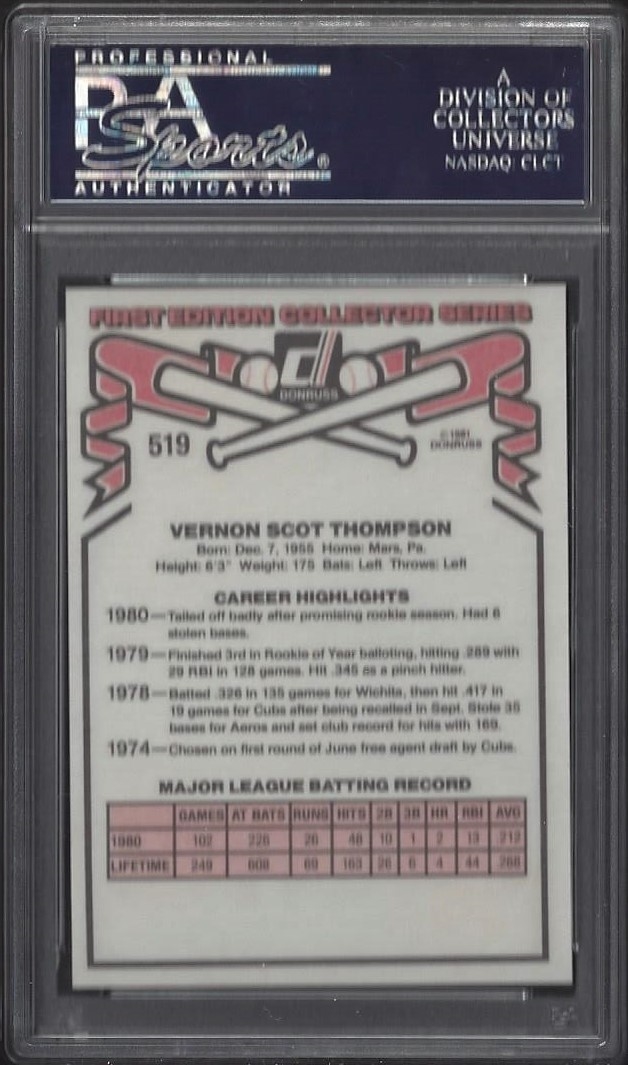 PROFESSIONAL
PSA
Sports®
AUTHENTICATOR
A
DIVISION OF
COLLECTORS
UNIVERSE
NASDAQ: CLCT
FIRST EDITION COLLECTOR SERIES
DONRUSS
519
© 1981
DONRUSS
VERNON SCOT THOMPSON
Born: Dec. 7, 1955 Home: Mars, Pa.
Height: 6'3" Weight: 175 Bats: Left Throws: Left
CAREER HIGHLIGHTS
1980—Tailed off badly after promising rookie season. Had 6
stolen bases.
1979—Finished 3rd in Rookie of Year balloting, hitting .289 with
29 RBI in 128 games. Hit .345 as a pinch hitter.
1978—Batted .326 in 135 games for Wichita, then hit .417 in
19 games for Cubs after being recalled in Sept. Stole 35
bases for Aeros and set club record for hits with 169.
1974—Chosen on first round of June free agent draft by Cubs.
MAJOR LEAGUE BATTING RECORD
GAMES AT BATS RUNS HITS 2B 3B HR RBI AVG
1980 102 226 26 48 10 1 2 13 .212
LIFETIME 249 608 69 163 26 6 4 44 .268